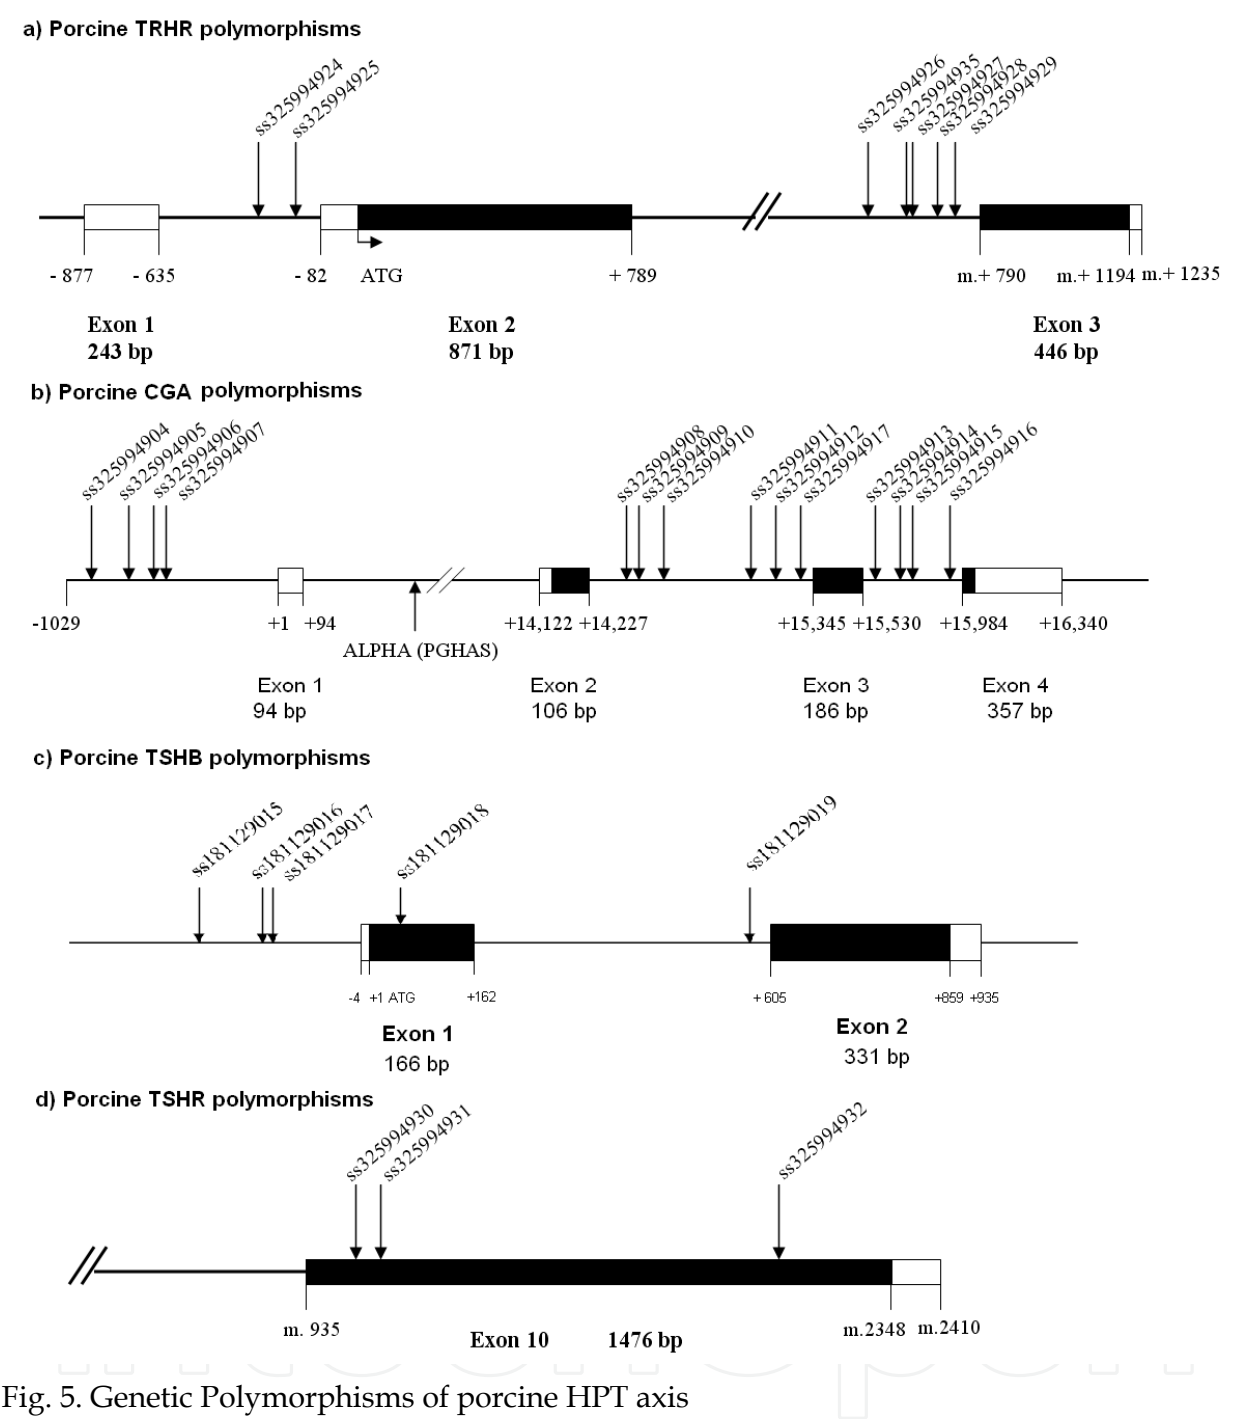 a) Porcine TRHR polymorphisms
ss325994924
ss325994925
ss325994926
ss325994935
ss325994927
ss325994928
ss325994929
- 877
- 635
- 82
ATG
+ 789
m.+ 790
m.+ 1194
m.+ 1235
Exon 1
243 bp
Exon 2
871 bp
Exon 3
446 bp
b) Porcine CGA polymorphisms
ss325994904
ss325994905
ss325994906
ss325994907
ss325994908
ss325994909
ss325994910
ss325994911
ss325994912
ss325994917
ss325994913
ss325994914
ss325994915
ss325994916
-1029
+1
+94
+14,122
+14,227
+15,345
+15,530
+15,984
+16,340
ALPHA (PGHAS)
Exon 1
94 bp
Exon 2
106 bp
Exon 3
186 bp
Exon 4
357 bp
c) Porcine TSHB polymorphisms
ss181129015
ss181129016
ss181129017
ss181129018
ss181129019
-4
+1 ATG
+162
+ 605
+859
+935
Exon 1
166 bp
Exon 2
331 bp
d) Porcine TSHR polymorphisms
ss325994930
ss325994931
ss325994932
m. 935
m.2348
m.2410
Exon 10 1476 bp
Fig. 5. Genetic Polymorphisms of porcine HPT axis